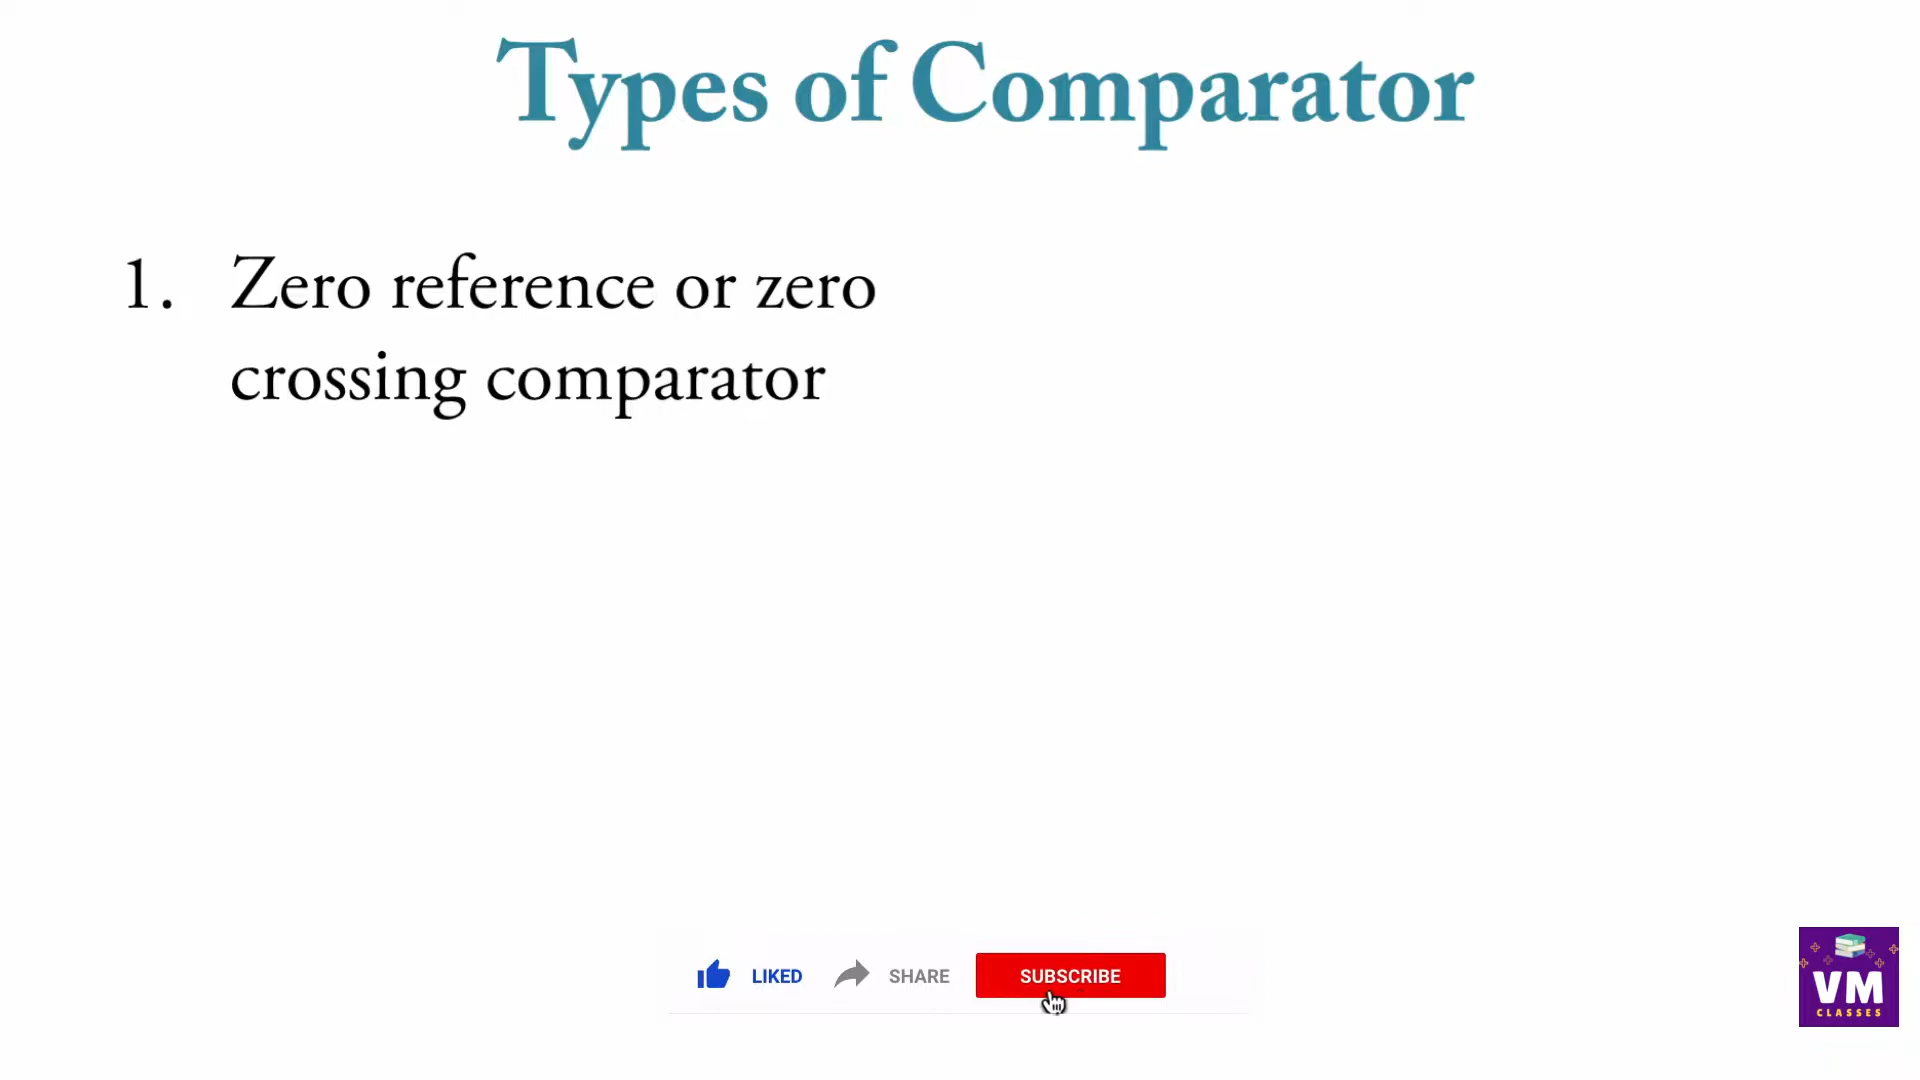 Types of Comparator
1. Zero reference or zero
crossing comparator
LIKED SHARE SUBSCRIBE
VM
CLASSES